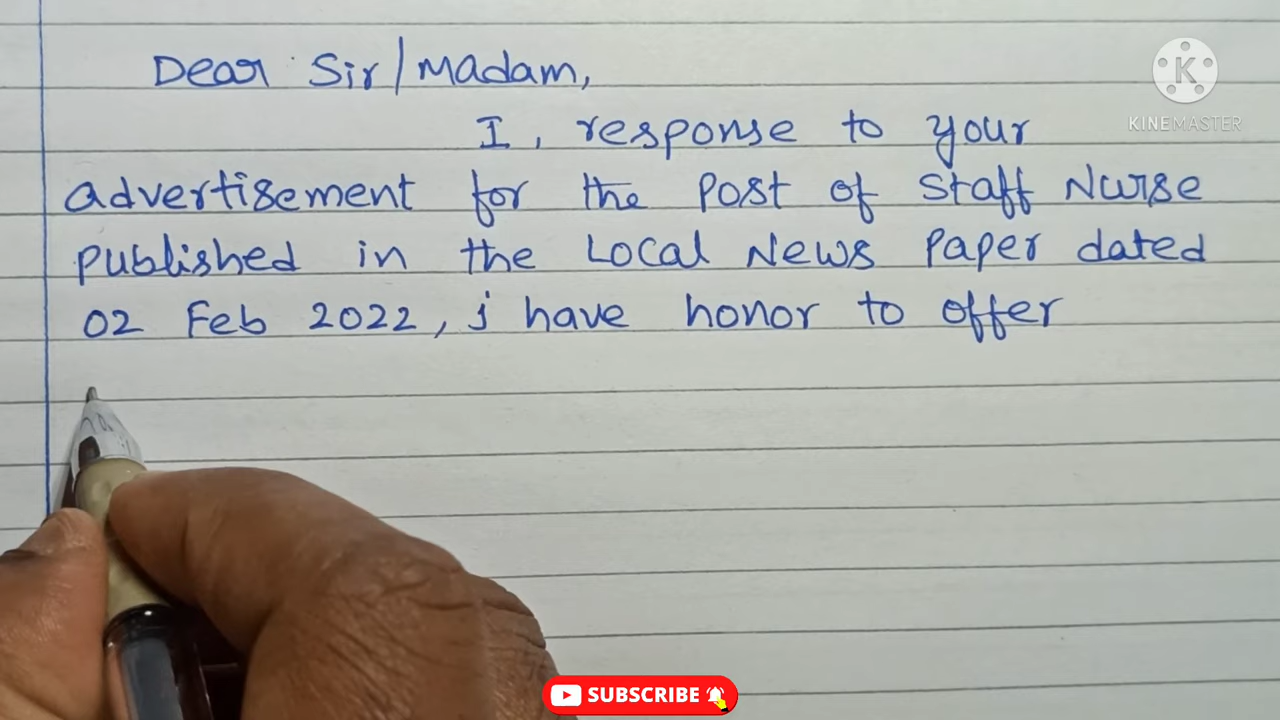 Dear Sir/Madam,
I, response to your
advertisement for the Post of Staff Nurse
published in the Local News Paper dated
02 Feb 2022, i have honor to offer
KINEMASTER
SUBSCRIBE